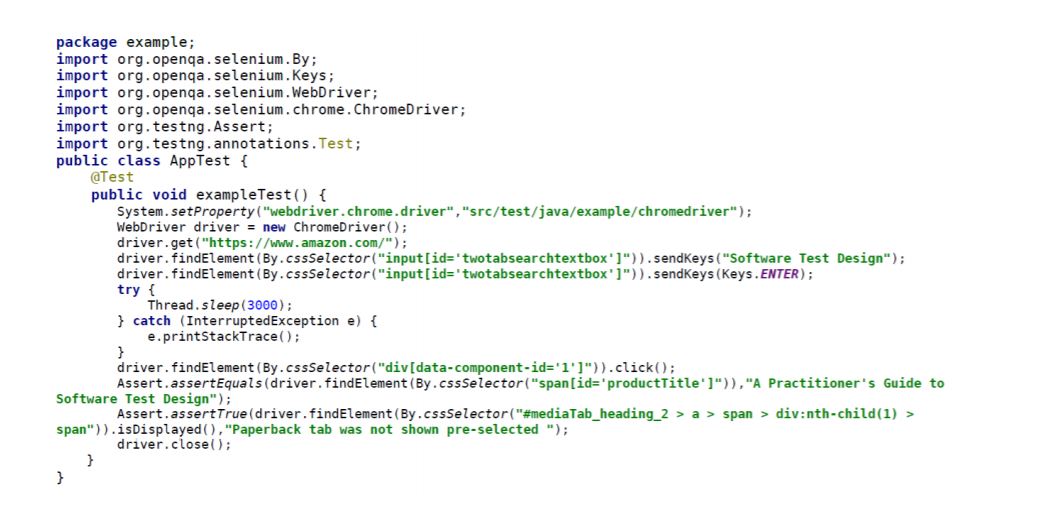 package example;
import org.openqa.selenium.By;
import org.openqa.selenium.Keys;
import org.openqa.selenium.WebDriver;
import org.openqa.selenium.chrome.ChromeDriver;
import org.testng.Assert;
import org.testng.annotations.Test;
public class AppTest {
@Test
public void exampleTest() {
System.setProperty("webdriver.chrome.driver","src/test/java/example/chromedriver");
WebDriver driver = new ChromeDriver();
driver.get("https://www.amazon.com/");
driver.findElement(By.cssSelector("input[id='twotabsearchtextbox']")).sendKeys("Software Test Design");
driver.findElement(By.cssSelector("input[id='twotabsearchtextbox']")).sendKeys(Keys.ENTER);
try {
Thread.sleep(3000);
} catch (InterruptedException e) {
e.printStackTrace();
}
driver.findElement(By.cssSelector("div[data-component-id='1']")).click();
Assert.assertEquals(driver.findElement(By.cssSelector("span[id='productTitle']")),"A Practitioner's Guide to
Software Test Design");
Assert.assertTrue(driver.findElement(By.cssSelector("#mediaTab_heading_2 > a > span > div:nth-child(1) >
span")).isDisplayed(),"Paperback tab was not shown pre-selected ");
driver.close();
}
}